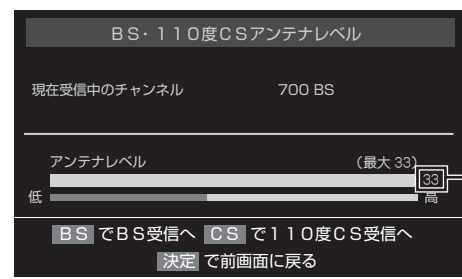 BS・110度CSアンテナレベル
現在受信中のチャンネル 700 BS
アンテナレベル (最大 33)
33
低 高
BS でBS受信へ CS で110度CS受信へ
決定 で前画面に戻る